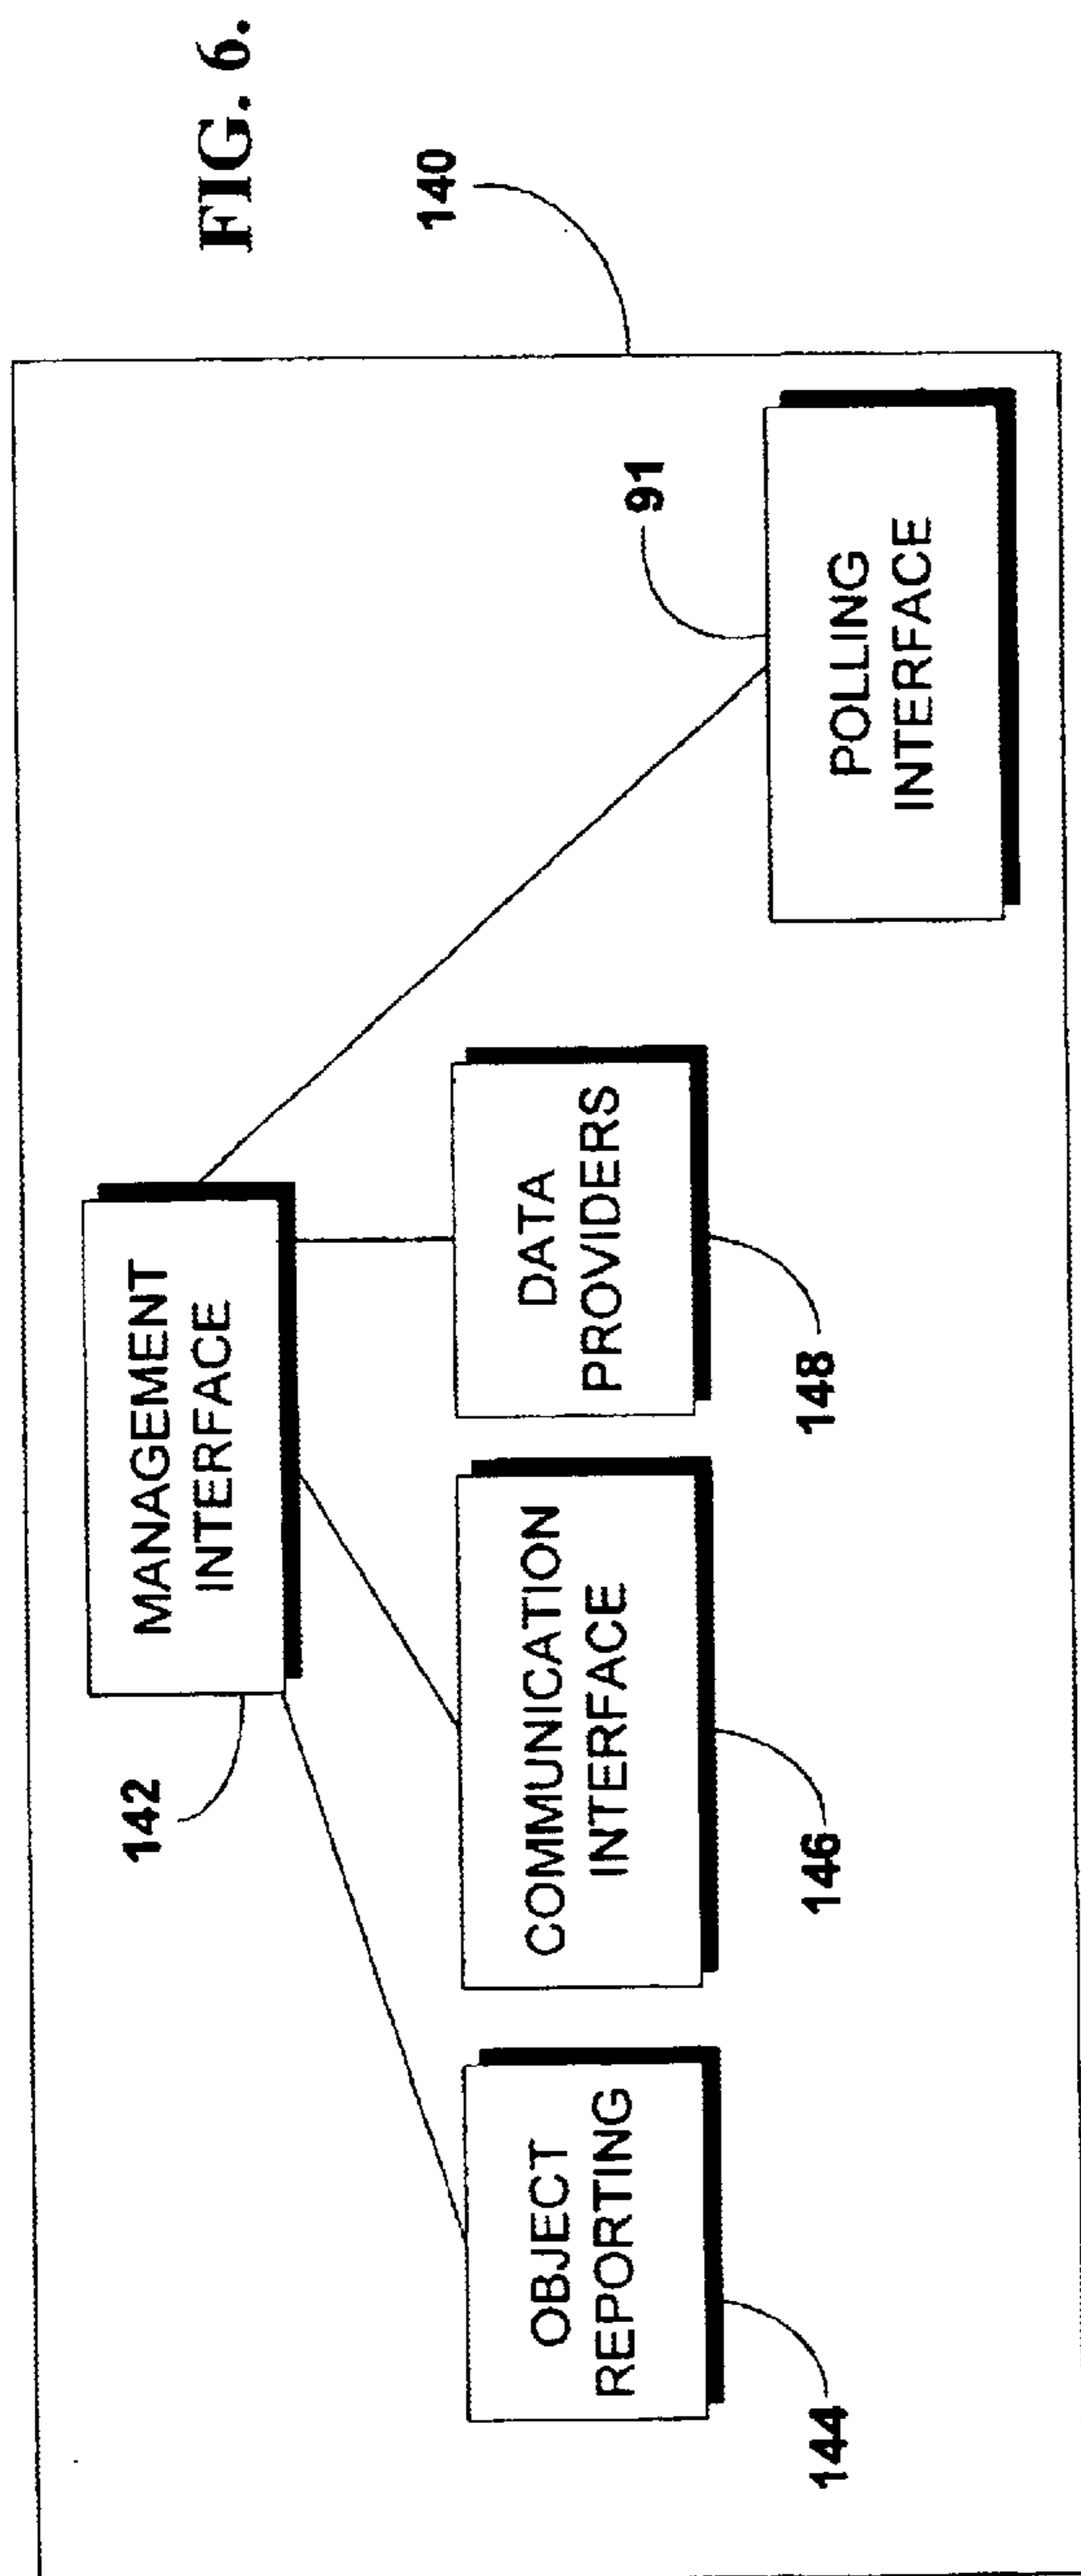 FIG. 6.
140
MANAGEMENT
INTERFACE
142
OBJECT
REPORTING
144
COMMUNICATION
INTERFACE
146
DATA
PROVIDERS
148
POLLING
INTERFACE
91